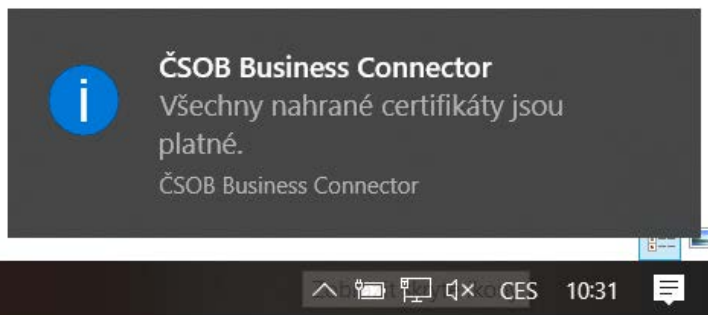 ČSOB Business Connector
Všechny nahrané certifikáty jsou
platné.
ČSOB Business Connector
CES 10:31